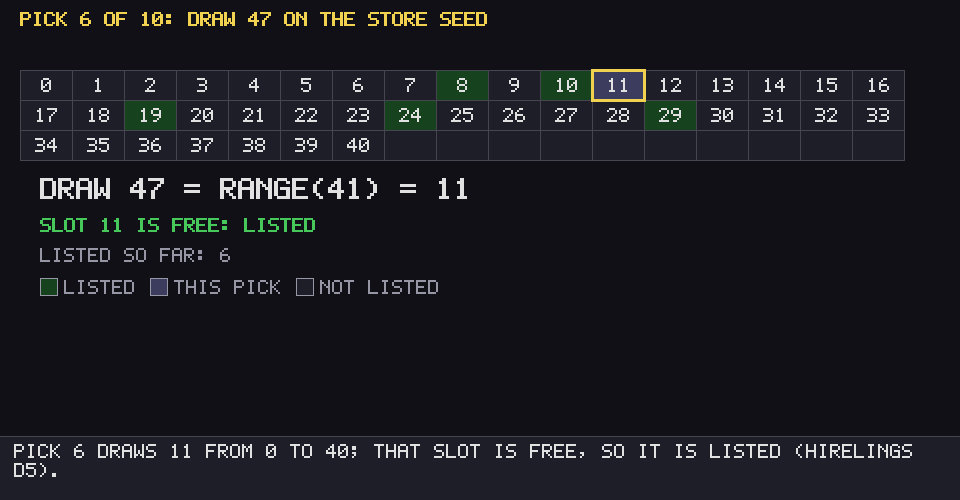 PICK 6 OF 10: DRAW 47 ON THE STORE SEED
0 1 2 3 4 5 6 7 8 9 10 11 12 13 14 15 16
17 18 19 20 21 22 23 24 25 26 27 28 29 30 31 32 33
34 35 36 37 38 39 40
DRAW 47 = RANGE(41) = 11
SLOT 11 IS FREE: LISTED
LISTED SO FAR: 6
LISTED THIS PICK NOT LISTED
PICK 6 DRAWS 11 FROM 0 TO 40; THAT SLOT IS FREE, SO IT IS LISTED (HIRELINGS
D5).